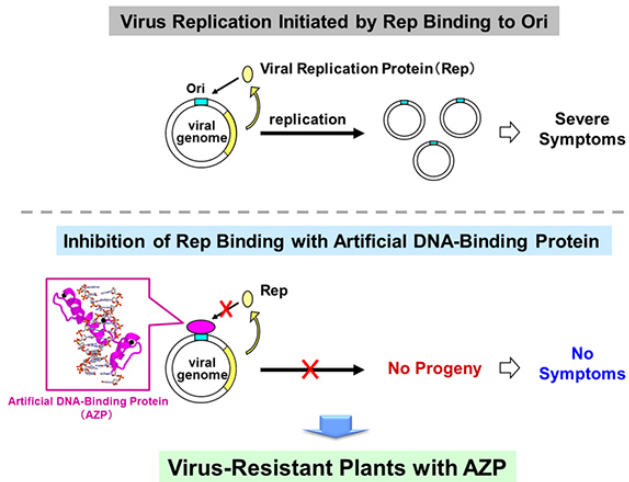 Virus Replication Initiated by Rep Binding to Ori
Viral Replication Protein(Rep)
Ori
viral
genome
replication
Severe
Symptoms
Inhibition of Rep Binding with Artificial DNA-Binding Protein
Rep
viral
genome
No Progeny
No
Symptoms
Artificial DNA-Binding Protein
(AZP)
Virus-Resistant Plants with AZP